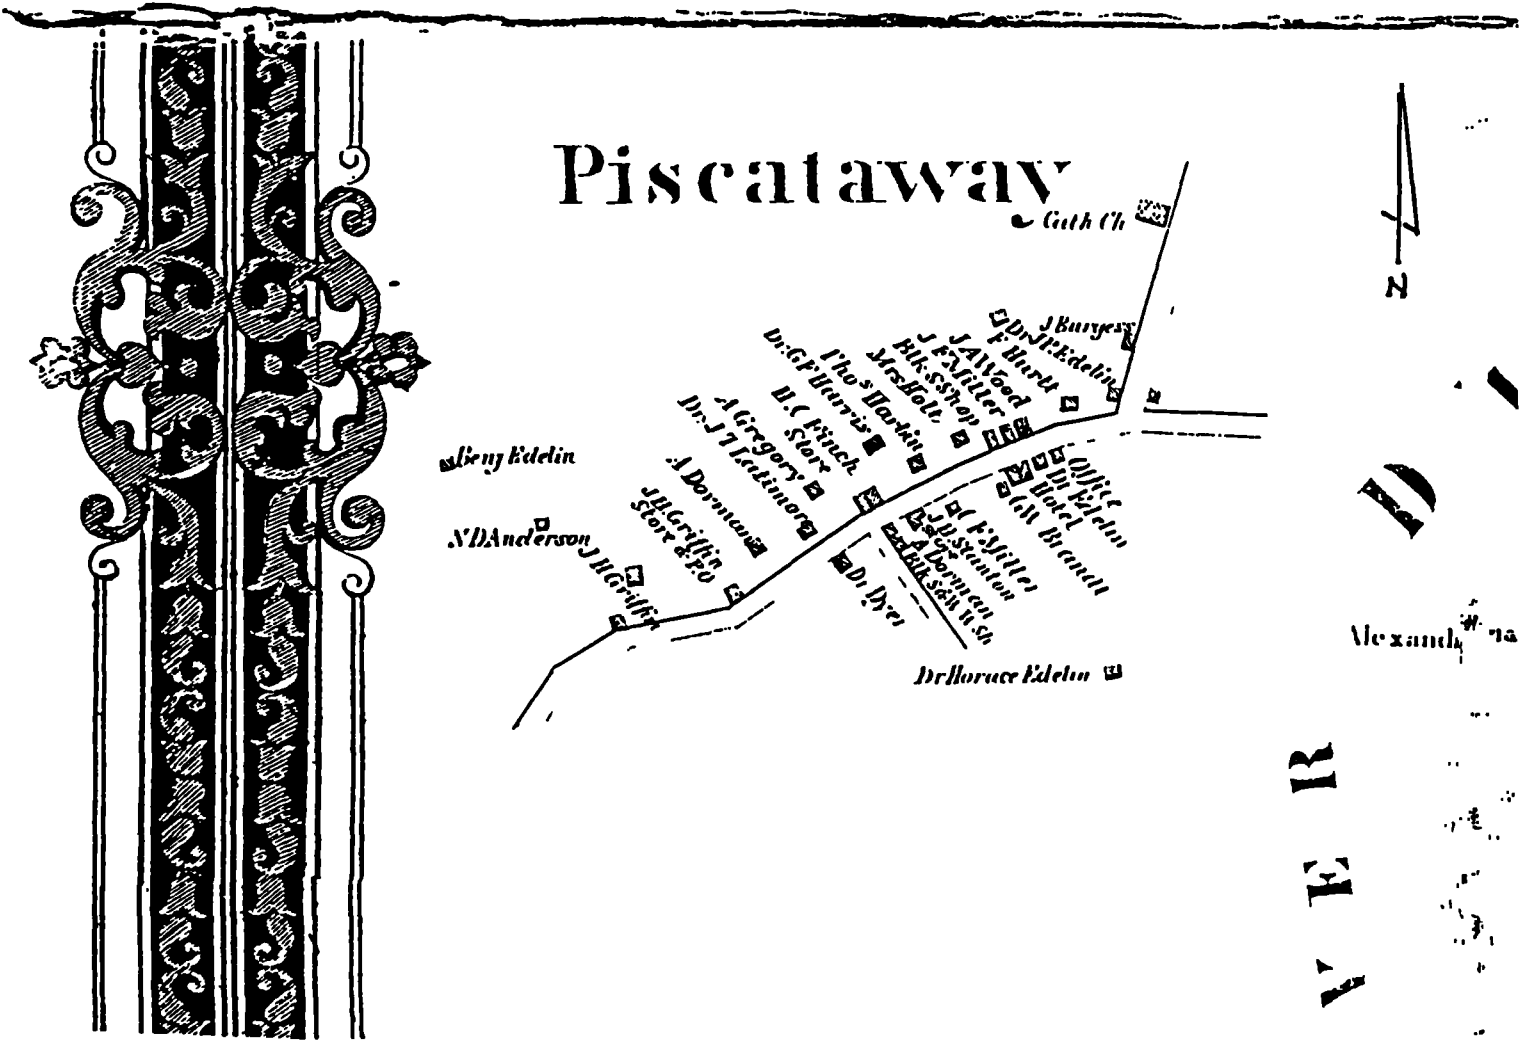 Piscataway
Cath Ch
J Burgess
Dr J H Edelin
F Hurtt
J A Wood
J F Miller
Blk S Shop
Mrs Holt
Thos Harbin
Dr. G F Harris
H. C Finch
Store
A Gregory
Dr. J T Latimore
A Dorman
J H. Griffin
Store & P.O
Benj Edelin
N D Anderson
J H Griffin
Office
Dr Edelin
Hotel
G W Brandt
C F Miller
J D Stanton
Store
A Dorman
Blk S & W W Sh
Dr Dyer
Dr Horace Edelin
N
V E R